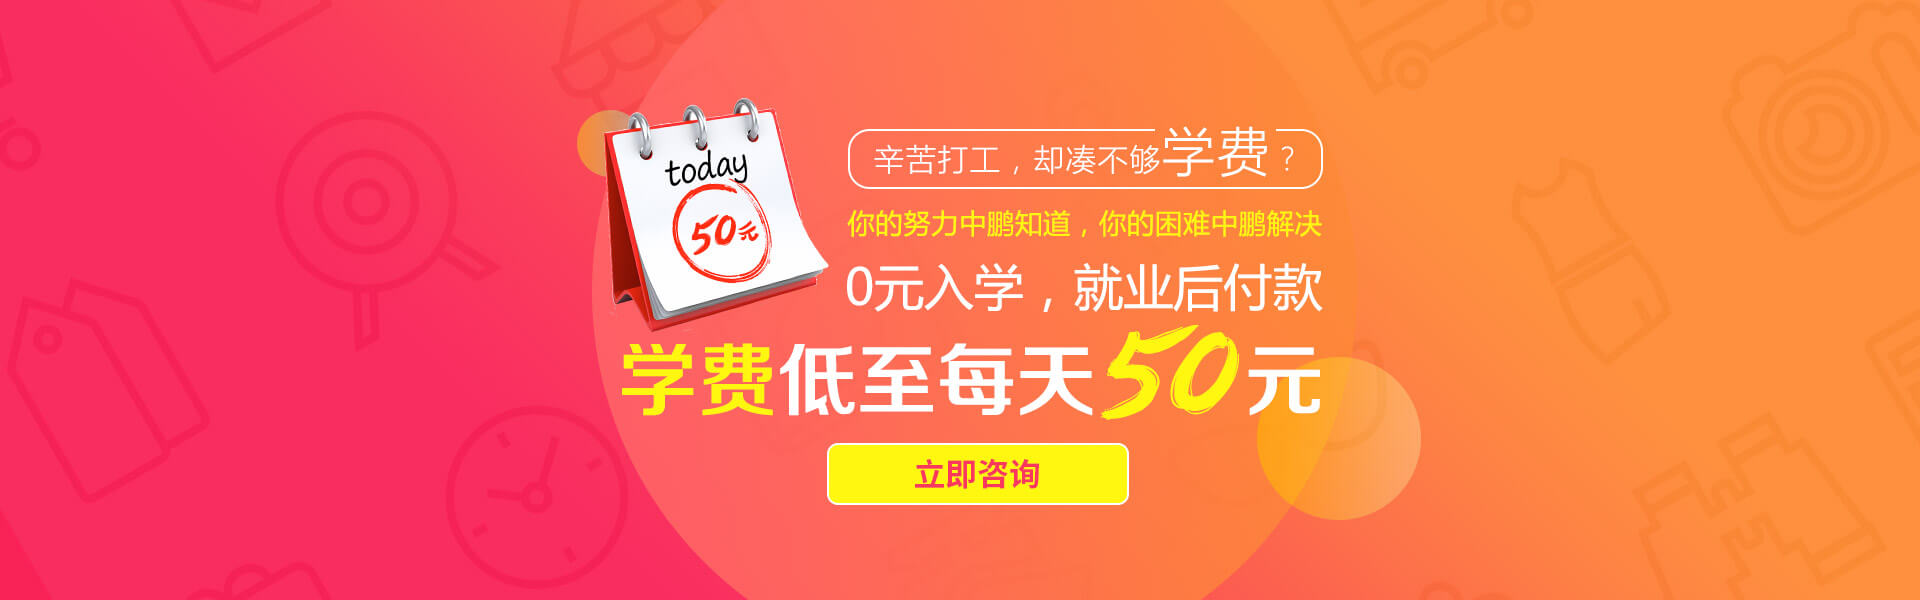 today
50元
辛苦打工，却凑不够学费？
你的努力中鹏知道，你的困难中鹏解决
0元入学，就业后付款
学费低至每天50元
立即咨询